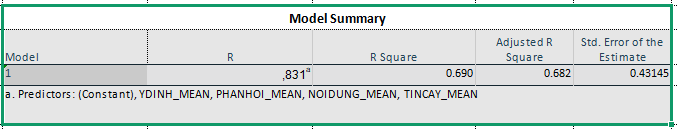 Model Summary
Model R R Square Adjusted R Square Std. Error of the Estimate
1 ,831a 0.690 0.682 0.43145
a. Predictors: (Constant), YDINH_MEAN, PHANHOI_MEAN, NOIDUNG_MEAN, TINCAY_MEAN